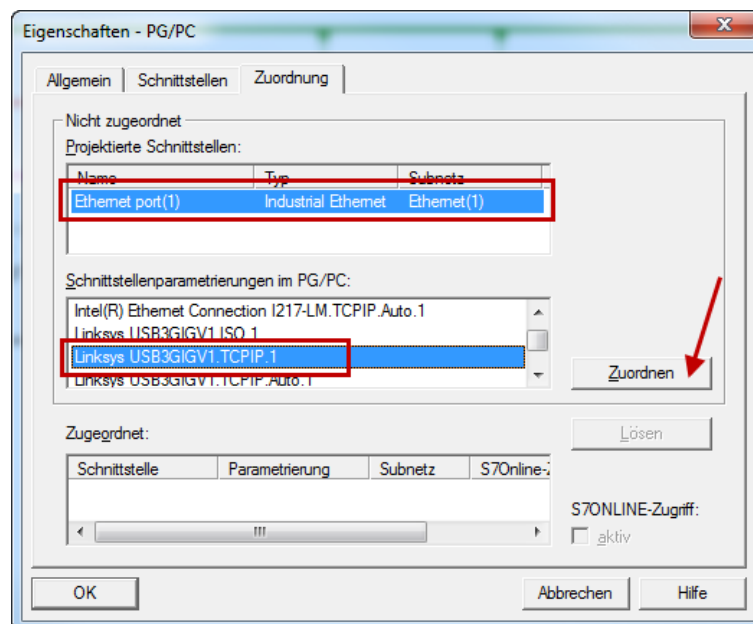 Eigenschaften - PG/PC
Allgemein Schnittstellen Zuordnung
Nicht zugeordnet
Projektierte Schnittstellen:
Name Typ Subnetz
Ethernet port(1) Industrial Ethernet Ethernet(1)
Schnittstellenparametrierungen im PG/PC:
Intel(R) Ethernet Connection I217-LM.TCPIP.Auto.1
Linksys USB3GIGV1.ISO.1
Linksys USB3GIGV1.TCPIP.1
Linksys USB3GIGV1.TCPIP.Auto.1
Zuordnen
Zugeordnet:
Lösen
Schnittstelle Parametrierung Subnetz S7Online-Z
S7ONLINE-Zugriff:
aktiv
OK Abbrechen Hilfe